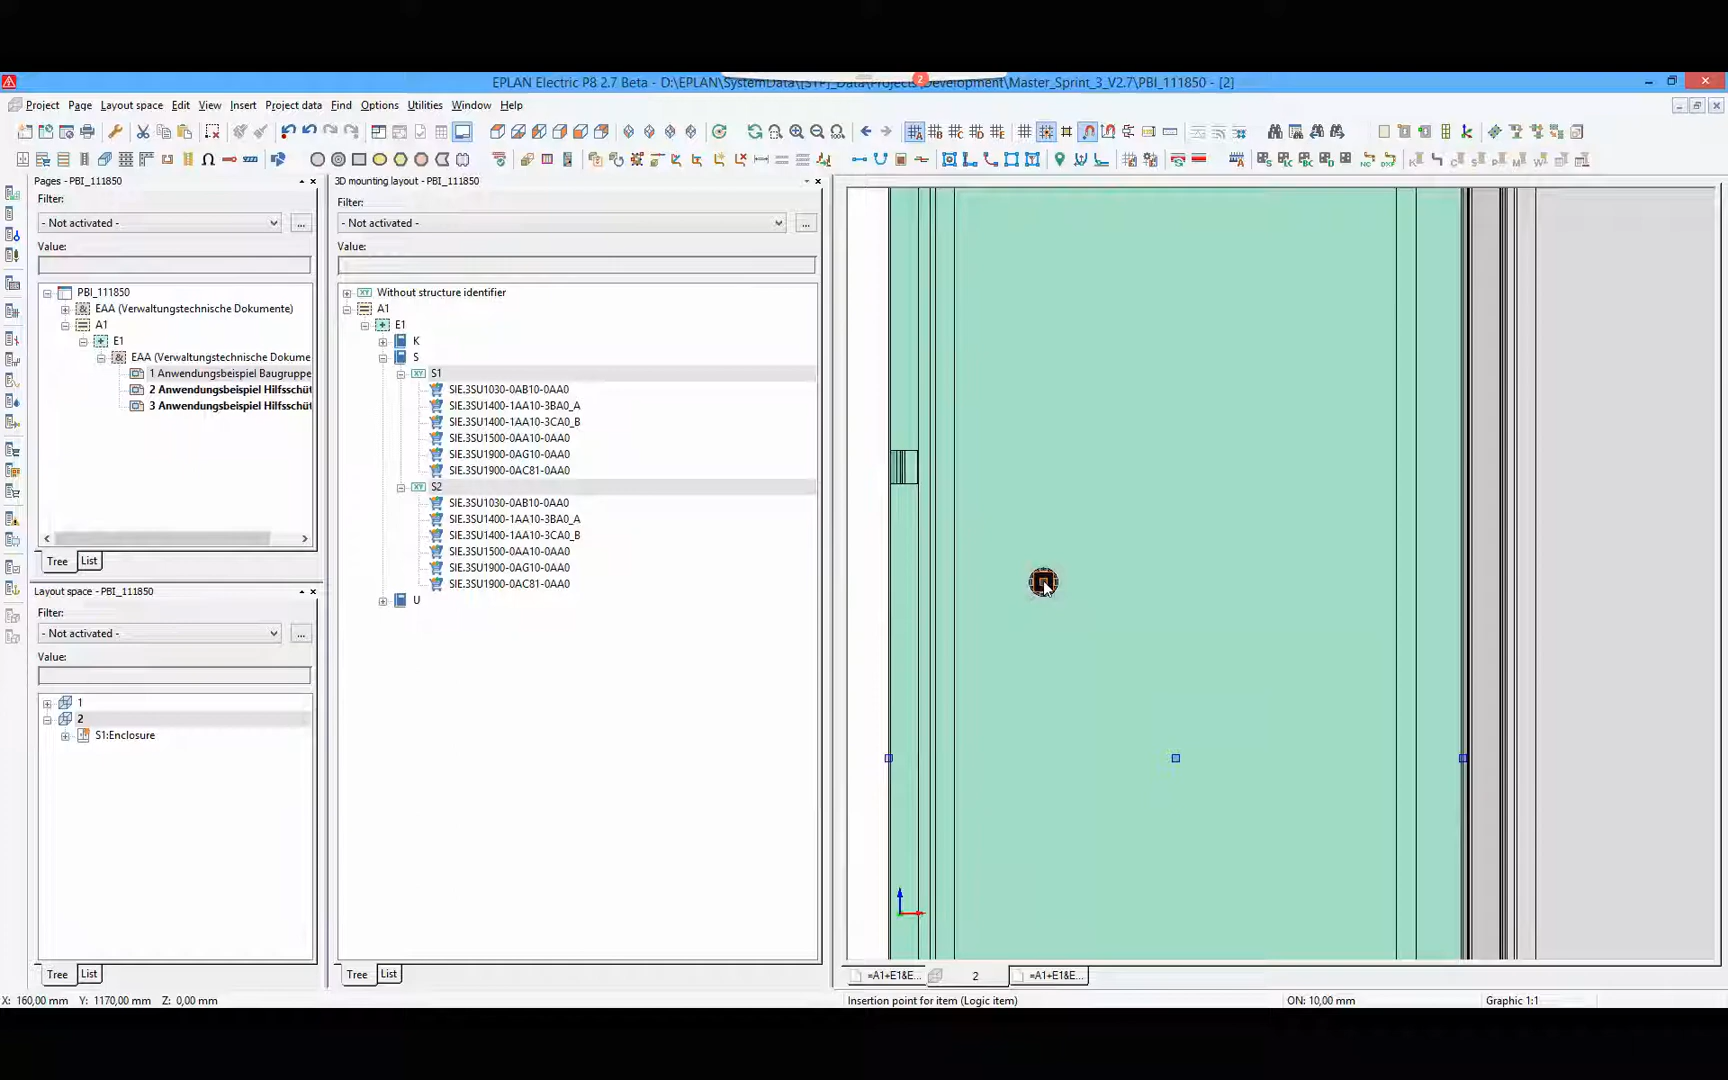 EPLAN Electric P8 2.7 Beta - D:\EPLAN\SystemData\[STP]_Data\Projects\Development\Master_Sprint_3_V2.7\PBI_111850 - [2]
2
Project Page Layout space Edit View Insert Project data Find Options Utilities Window Help
Pages - PBI_111850
Filter:
- Not activated -
...
Value:
PBI_111850
EAA (Verwaltungstechnische Dokumente)
A1
E1
EAA (Verwaltungstechnische Dokume
1 Anwendungsbeispiel Baugruppe
2 Anwendungsbeispiel Hilfsschüt
3 Anwendungsbeispiel Hilfsschüt
Tree List
Layout space - PBI_111850
Filter:
- Not activated -
...
Value:
1
2
S1:Enclosure
Tree List
3D mounting layout - PBI_111850
Filter:
- Not activated -
...
Value:
Without structure identifier
A1
E1
K
S
S1
SIE.3SU1030-0AB10-0AA0
SIE.3SU1400-1AA10-3BA0_A
SIE.3SU1400-1AA10-3CA0_B
SIE.3SU1500-0AA10-0AA0
SIE.3SU1900-0AG10-0AA0
SIE.3SU1900-0AC81-0AA0
S2
SIE.3SU1030-0AB10-0AA0
SIE.3SU1400-1AA10-3BA0_A
SIE.3SU1400-1AA10-3CA0_B
SIE.3SU1500-0AA10-0AA0
SIE.3SU1900-0AG10-0AA0
SIE.3SU1900-0AC81-0AA0
U
Tree List
=A1+E1&E... 2 =A1+E1&E...
X: 160,00 mm Y: 1170,00 mm Z: 0,00 mm
Insertion point for item (Logic item)
ON: 10,00 mm
Graphic 1:1